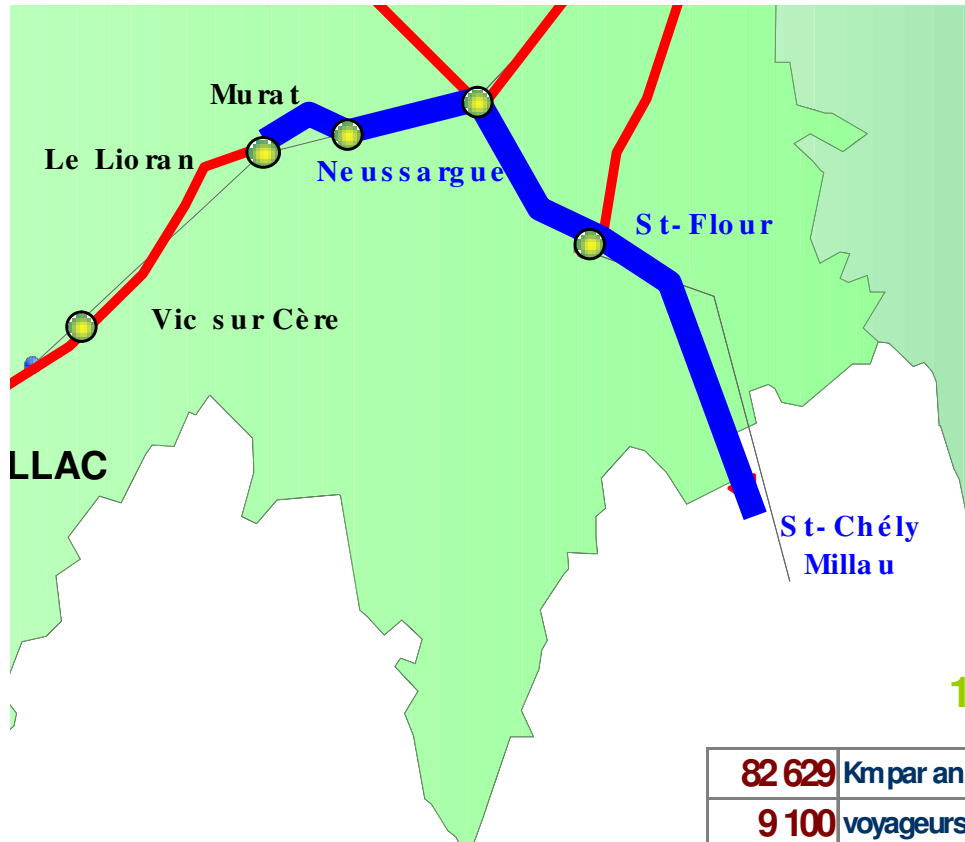 Murat
Le Lioran
Neussargue
St-Flour
Vic sur Cère
LLAC
St-Chély
Millau
1
82 629 Km par an
9 100 voyageurs